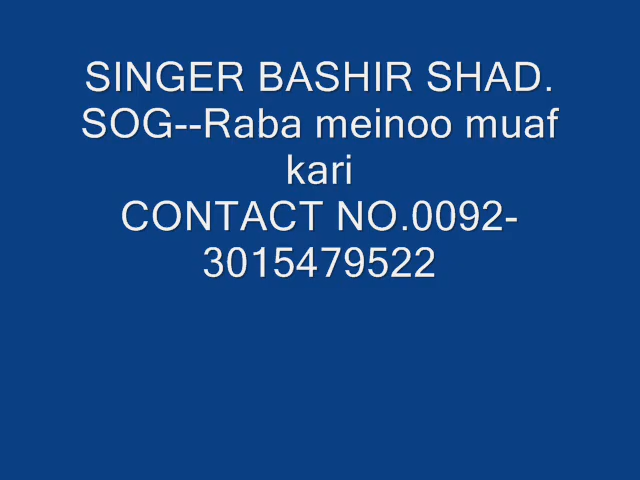 SINGER BASHIR SHAD.
SOG--Raba meinoo muaf
kari
CONTACT NO.0092-
3015479522